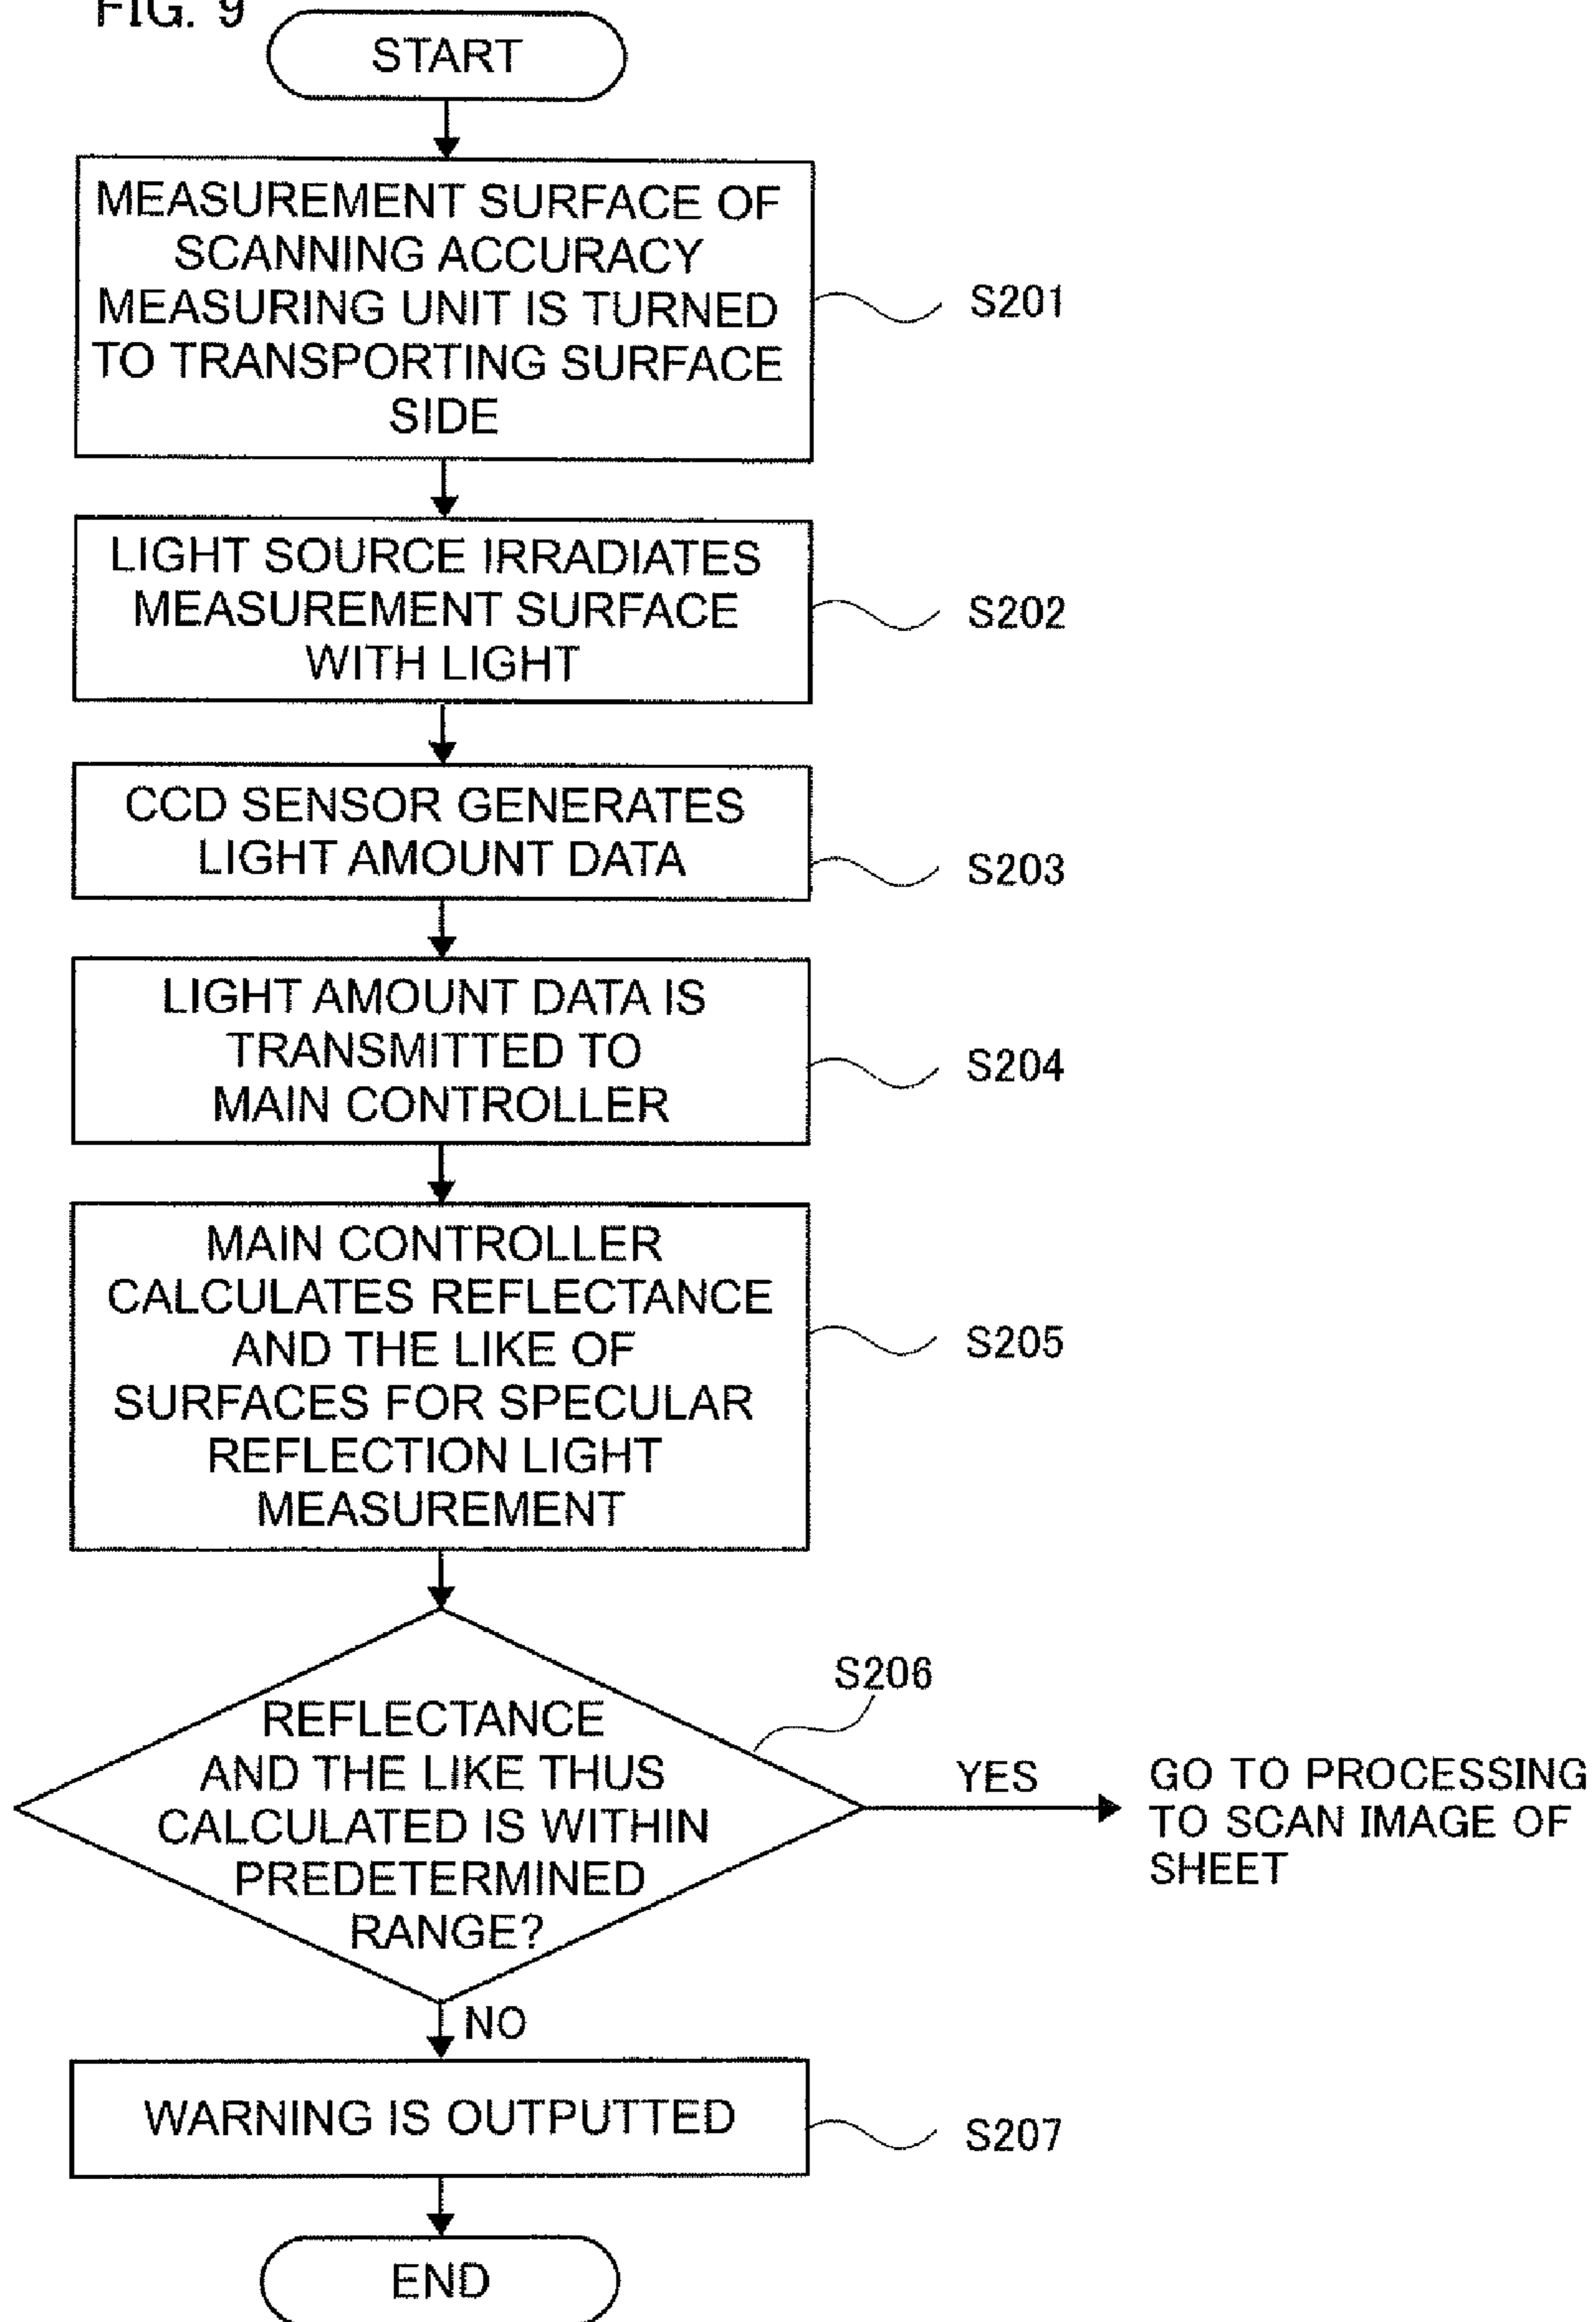 FIG. 9
START
MEASUREMENT SURFACE OF
SCANNING ACCURACY
MEASURING UNIT IS TURNED
TO TRANSPORTING SURFACE
SIDE
S201
LIGHT SOURCE IRRADIATES
MEASUREMENT SURFACE
WITH LIGHT
S202
CCD SENSOR GENERATES
LIGHT AMOUNT DATA
S203
LIGHT AMOUNT DATA IS
TRANSMITTED TO
MAIN CONTROLLER
S204
MAIN CONTROLLER
CALCULATES REFLECTANCE
AND THE LIKE OF
SURFACES FOR SPECULAR
REFLECTION LIGHT
MEASUREMENT
S205
S206
REFLECTANCE
AND THE LIKE THUS
CALCULATED IS WITHIN
PREDETERMINED
RANGE?
YES
GO TO PROCESSING
TO SCAN IMAGE OF
SHEET
NO
WARNING IS OUTPUTTED
S207
END